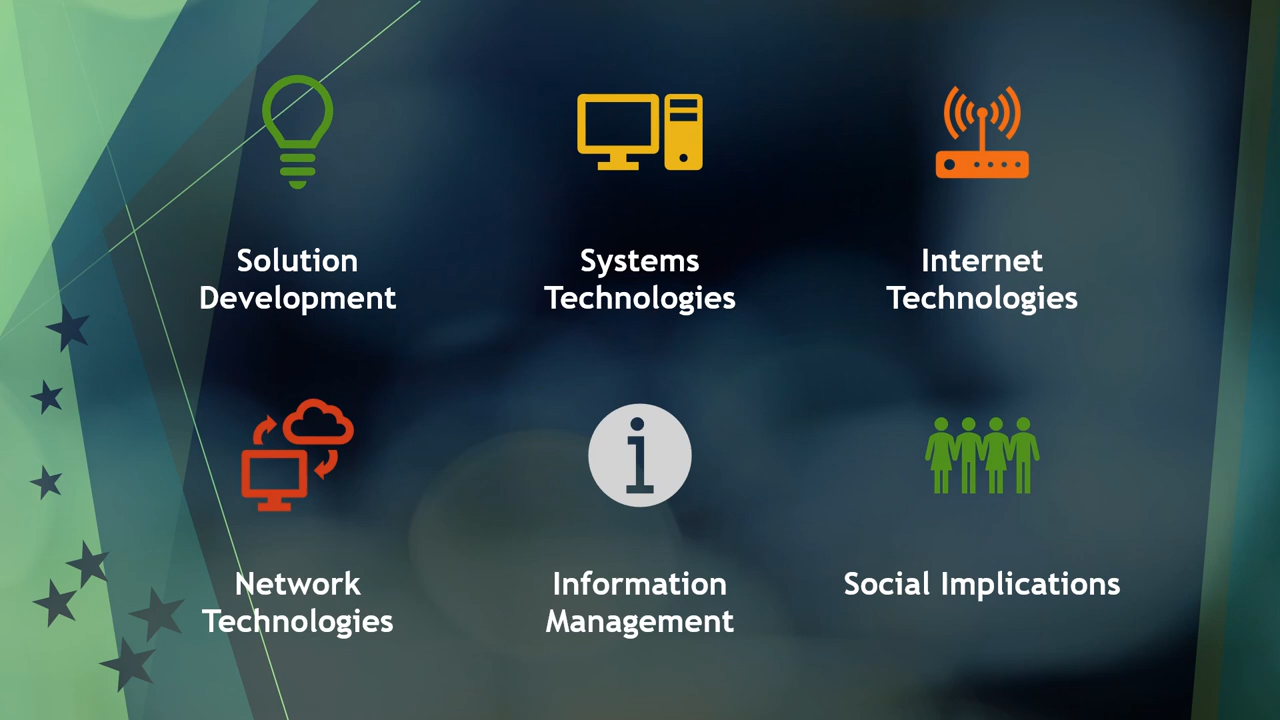 Solution
Development
Systems
Technologies
Internet
Technologies
Network
Technologies
Information
Management
Social Implications